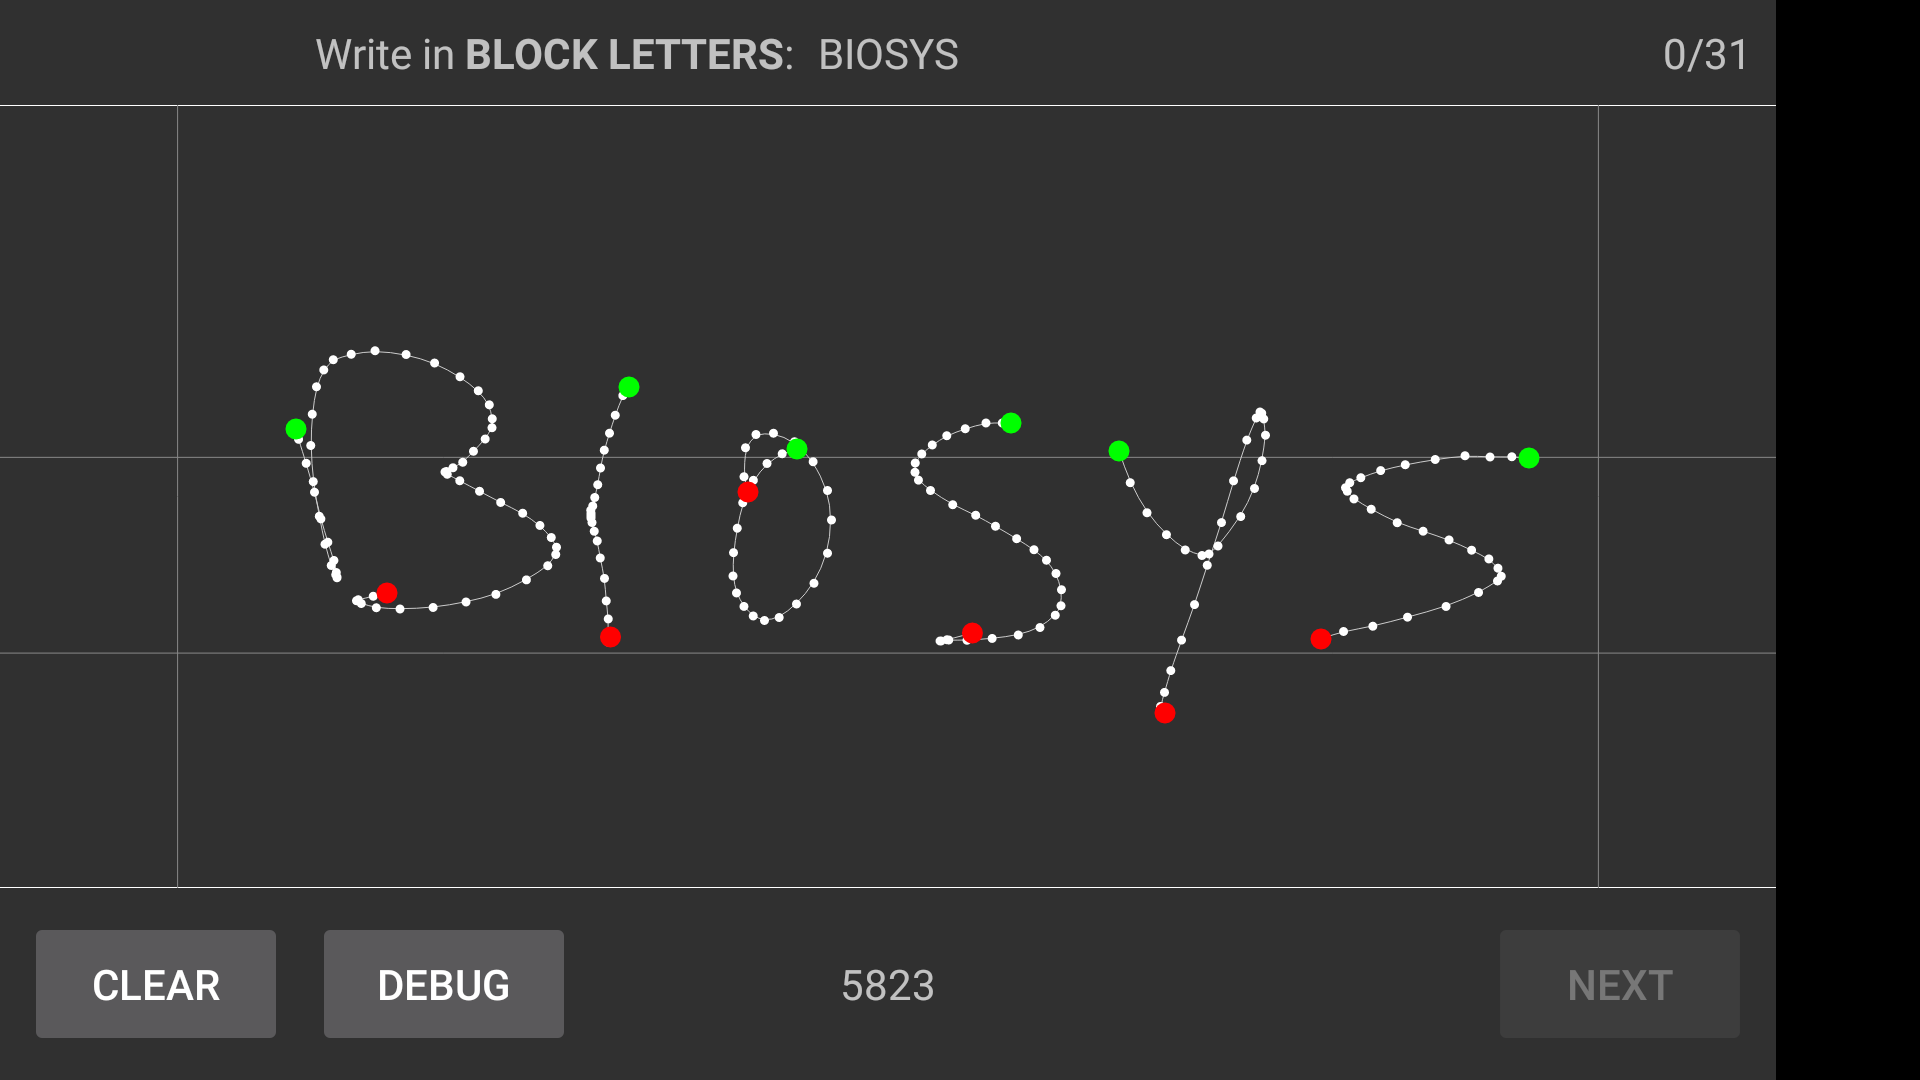 Write in BLOCK LETTERS: BIOSYS 0/31
BIOSYS
CLEAR DEBUG 5823 NEXT